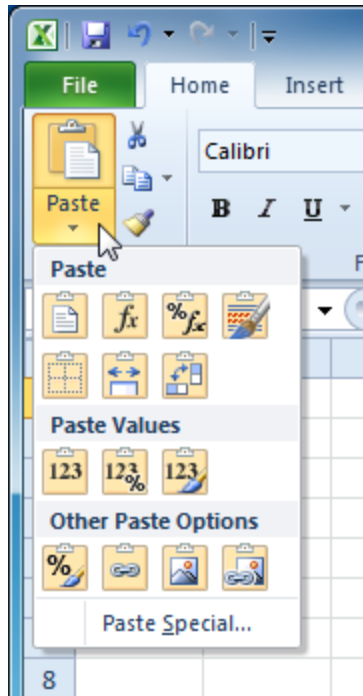 File Home Insert
Calibri
Paste
B I U
Paste
fx %fx
Paste Values
123 123% 123
Other Paste Options
%
Paste Special...
8